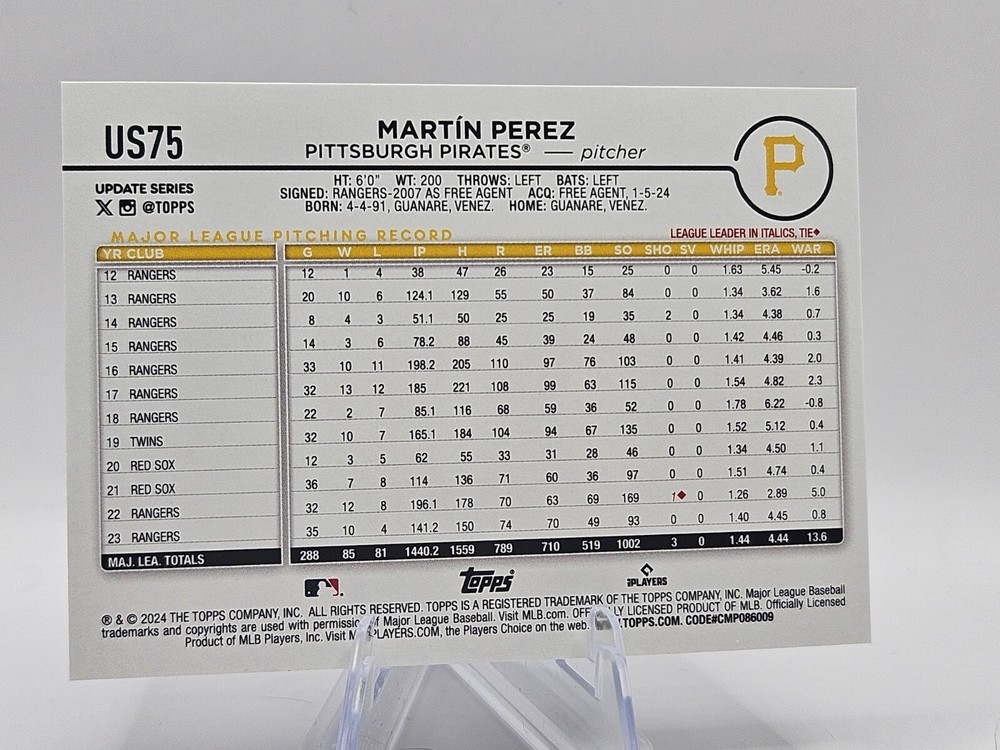 US75
MARTÍN PEREZ
PITTSBURGH PIRATES® — pitcher
P
UPDATE SERIES
X @TOPPS
HT: 6'0" WT: 200 THROWS: LEFT BATS: LEFT
SIGNED: RANGERS-2007 AS FREE AGENT ACQ: FREE AGENT, 1-5-24
BORN: 4-4-91, GUANARE, VENEZ. HOME: GUANARE, VENEZ.
MAJOR LEAGUE PITCHING RECORD LEAGUE LEADER IN ITALICS, TIE♦
YR CLUB G W L IP H R ER BB SO SHO SV WHIP ERA WAR
12 RANGERS 12 1 4 38 47 26 23 15 25 0 0 1.63 5.45 -0.2
13 RANGERS 20 10 6 124.1 129 55 50 37 84 0 0 1.34 3.62 1.6
14 RANGERS 8 4 3 51.1 50 25 25 19 35 2 0 1.34 4.38 0.7
15 RANGERS 14 3 6 78.2 88 45 39 24 48 0 0 1.42 4.46 0.3
16 RANGERS 33 10 11 198.2 205 110 97 76 103 0 0 1.41 4.39 2.0
17 RANGERS 32 13 12 185 221 108 99 63 115 0 0 1.54 4.82 2.3
18 RANGERS 22 2 7 85.1 116 68 59 36 52 0 0 1.78 6.22 -0.8
19 TWINS 32 10 7 165.1 184 104 94 67 135 0 0 1.52 5.12 0.4
20 RED SOX 12 3 5 62 55 33 31 28 46 0 0 1.34 4.50 1.1
21 RED SOX 36 7 8 114 136 71 60 36 97 0 0 1.51 4.74 0.4
22 RANGERS 32 12 8 196.1 178 70 63 69 169 1♦ 0 1.26 2.89 5.0
23 RANGERS 35 10 4 141.2 150 74 70 49 93 0 0 1.40 4.45 0.8
MAJ. LEA. TOTALS 288 85 81 1440.2 1559 789 710 519 1002 3 0 1.44 4.44 13.6
Topps PLAYERS
® & © 2024 THE TOPPS COMPANY, INC. ALL RIGHTS RESERVED. TOPPS IS A REGISTERED TRADEMARK OF THE TOPPS COMPANY, INC. Major League Baseball
trademarks and copyrights are used with permission of Major League Baseball. Visit MLB.com. OFFICIALLY LICENSED PRODUCT OF MLB. Officially Licensed
Product of MLB Players, Inc. Visit MLBPLAYERS.COM, the Players Choice on the web. TOPPS.COM. CODE#CMP086009